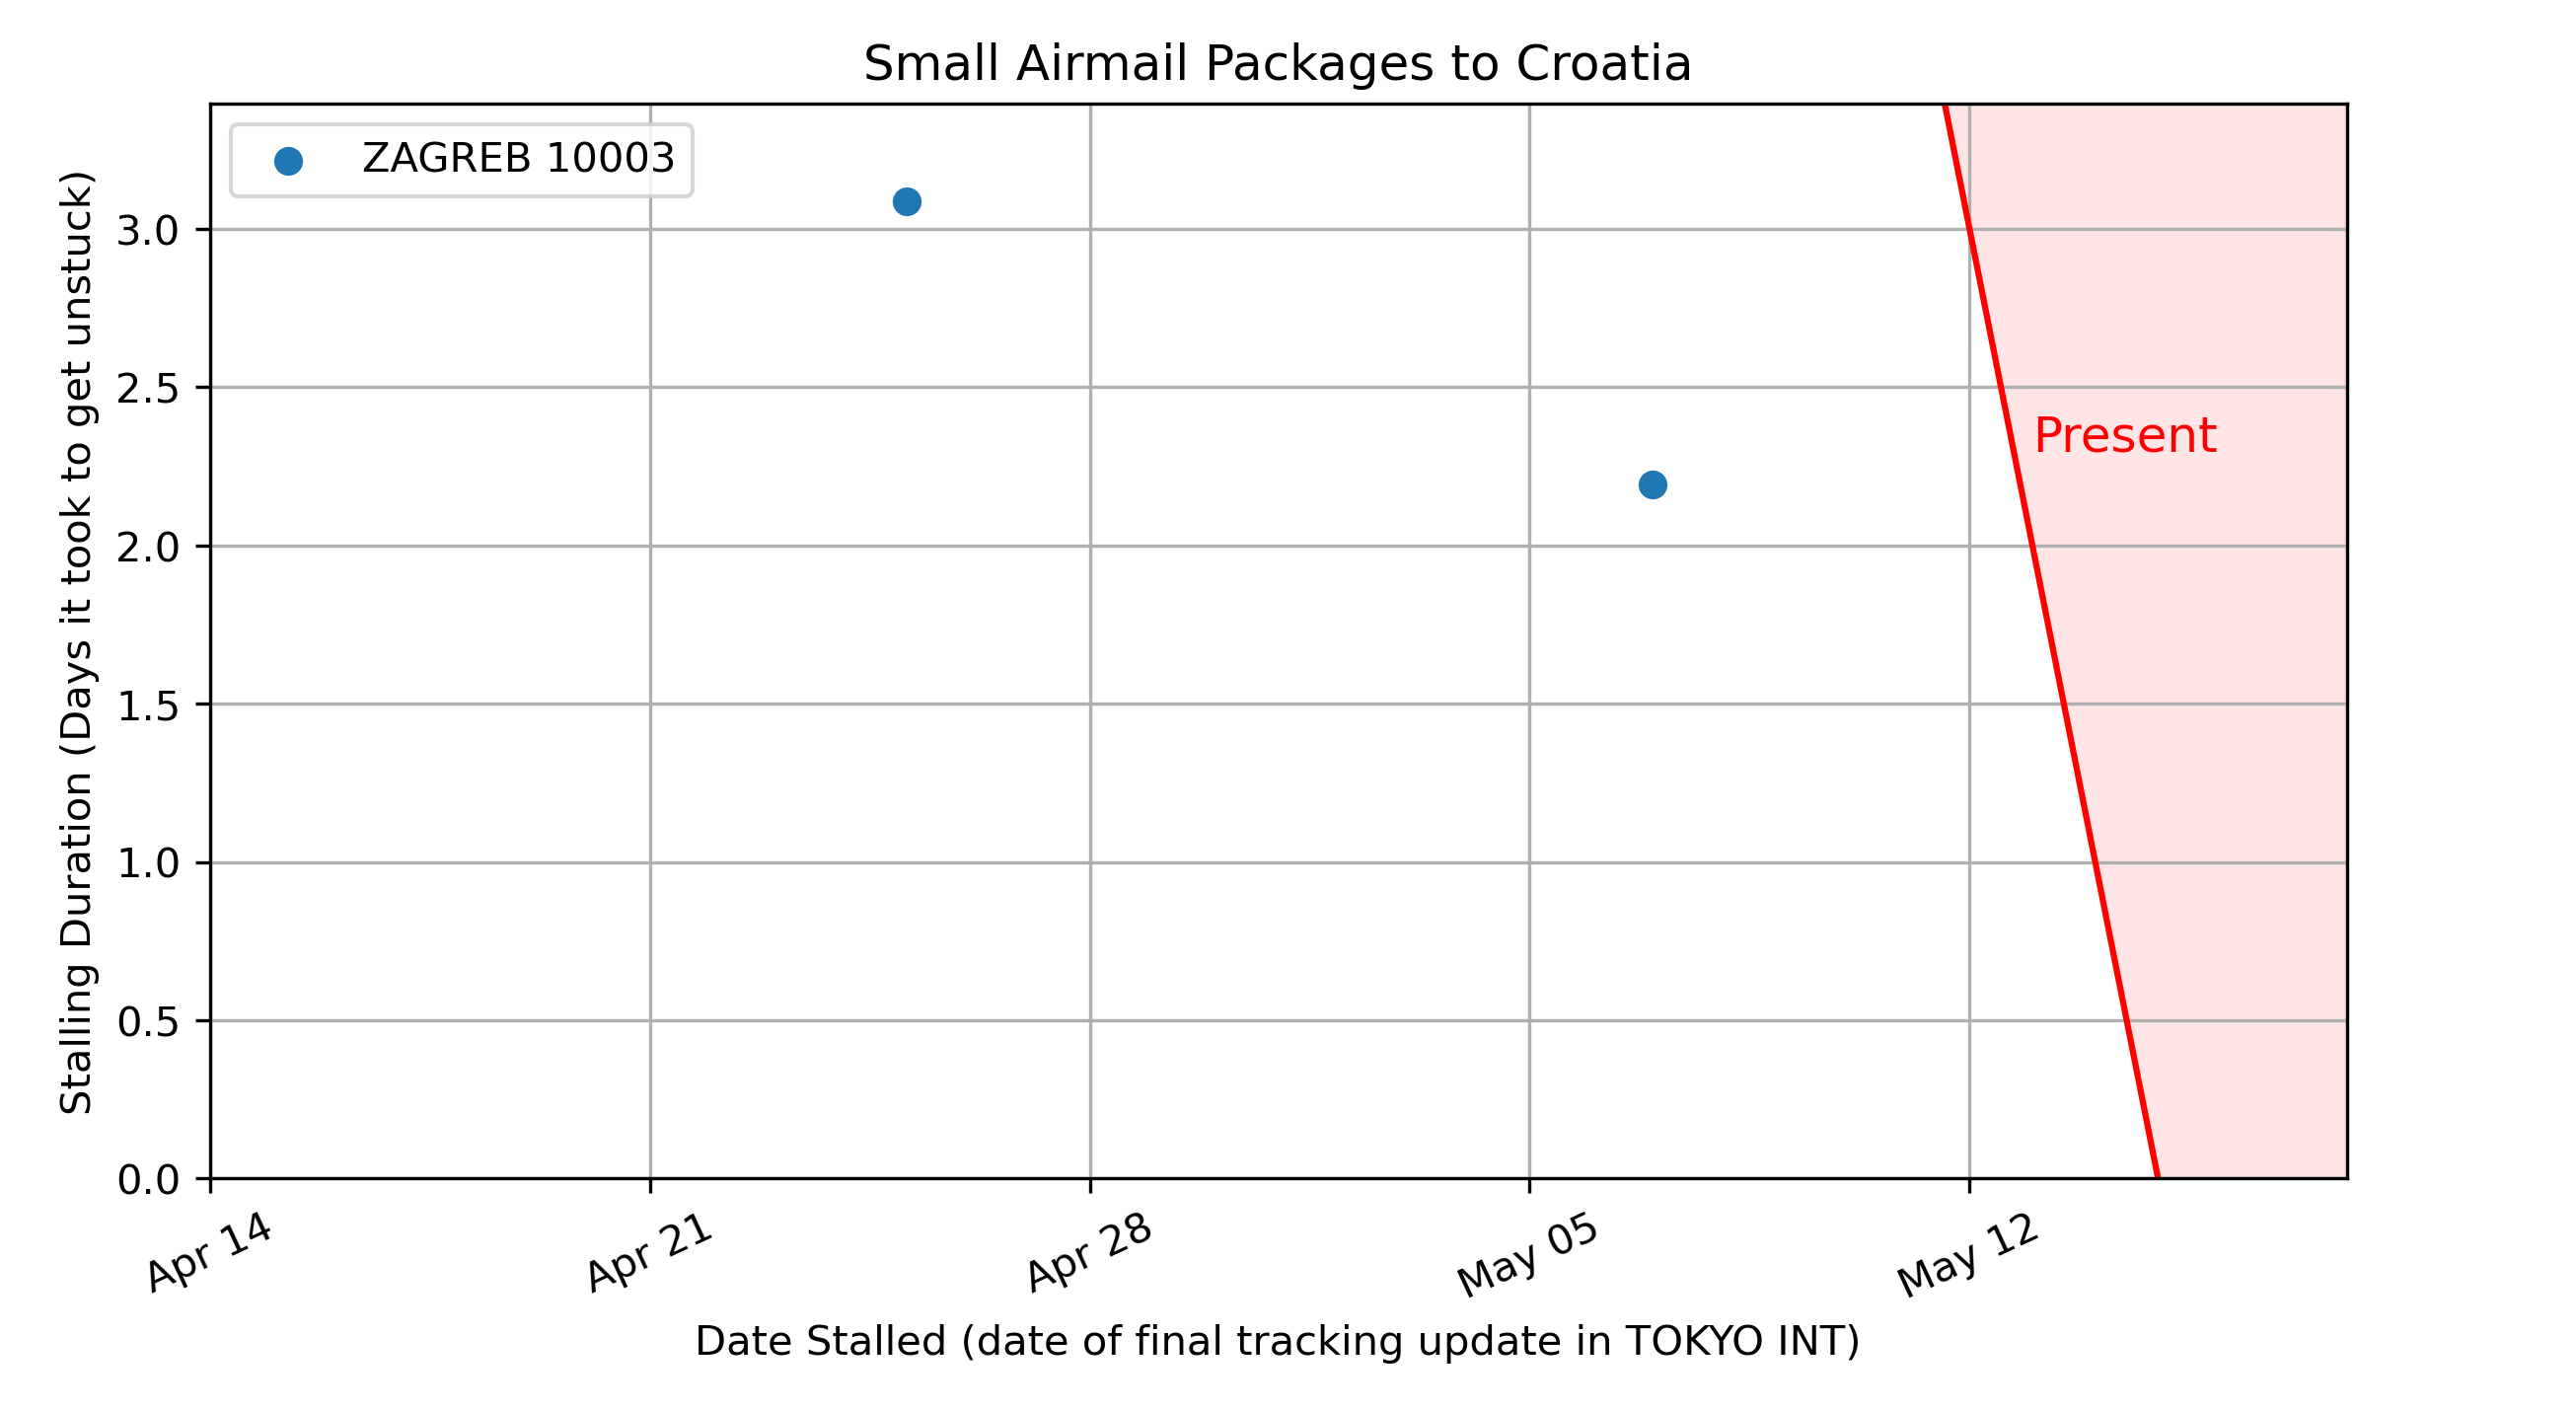 Small Airmail Packages to Croatia
ZAGREB 10003
Stalling Duration (Days it took to get unstuck)
3.0
2.5
2.0
1.5
1.0
0.5
0.0
Present
Apr 14
Apr 21
Apr 28
May 05
May 12
Date Stalled (date of final tracking update in TOKYO INT)